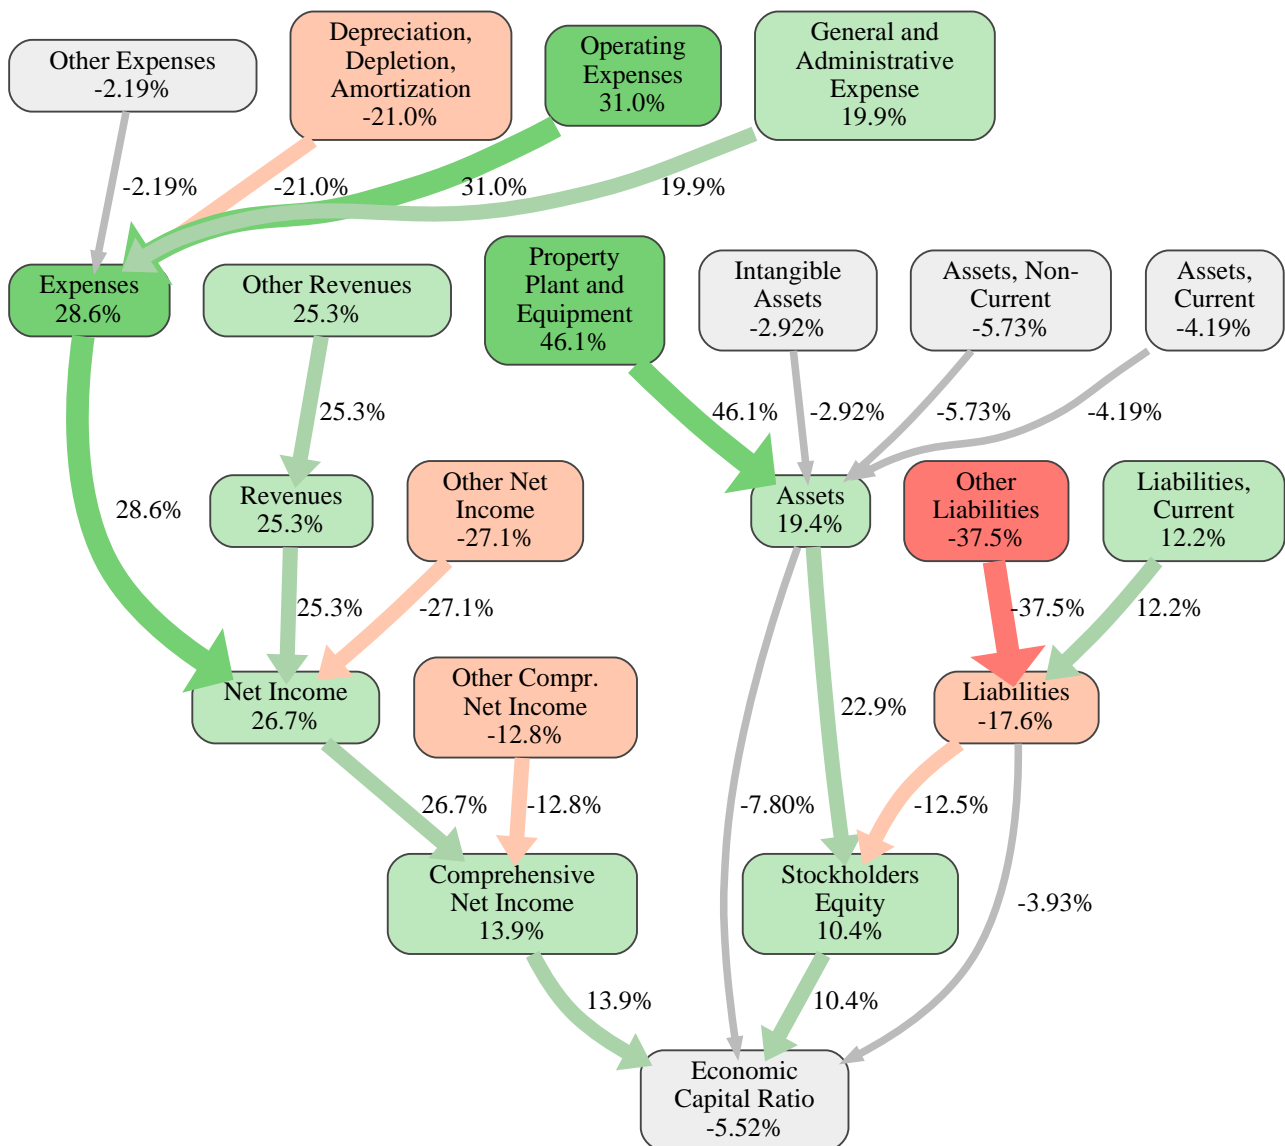 Other Expenses
-2.19%
Depreciation,
Depletion,
Amortization
-21.0%
Operating
Expenses
31.0%
General and
Administrative
Expense
19.9%
-2.19%
-21.0%
31.0%
19.9%
Expenses
28.6%
Other Revenues
25.3%
Property
Plant and
Equipment
46.1%
Intangible
Assets
-2.92%
Assets, Non-
Current
-5.73%
Assets,
Current
-4.19%
25.3%
46.1%
-2.92%
-5.73%
-4.19%
28.6%
Revenues
25.3%
Other Net
Income
-27.1%
Assets
19.4%
Other
Liabilities
-37.5%
Liabilities,
Current
12.2%
25.3%
-27.1%
-37.5%
12.2%
Net Income
26.7%
Other Compr.
Net Income
-12.8%
22.9%
Liabilities
-17.6%
26.7%
-12.8%
-7.80%
-12.5%
-3.93%
Comprehensive
Net Income
13.9%
Stockholders
Equity
10.4%
13.9%
10.4%
Economic
Capital Ratio
-5.52%